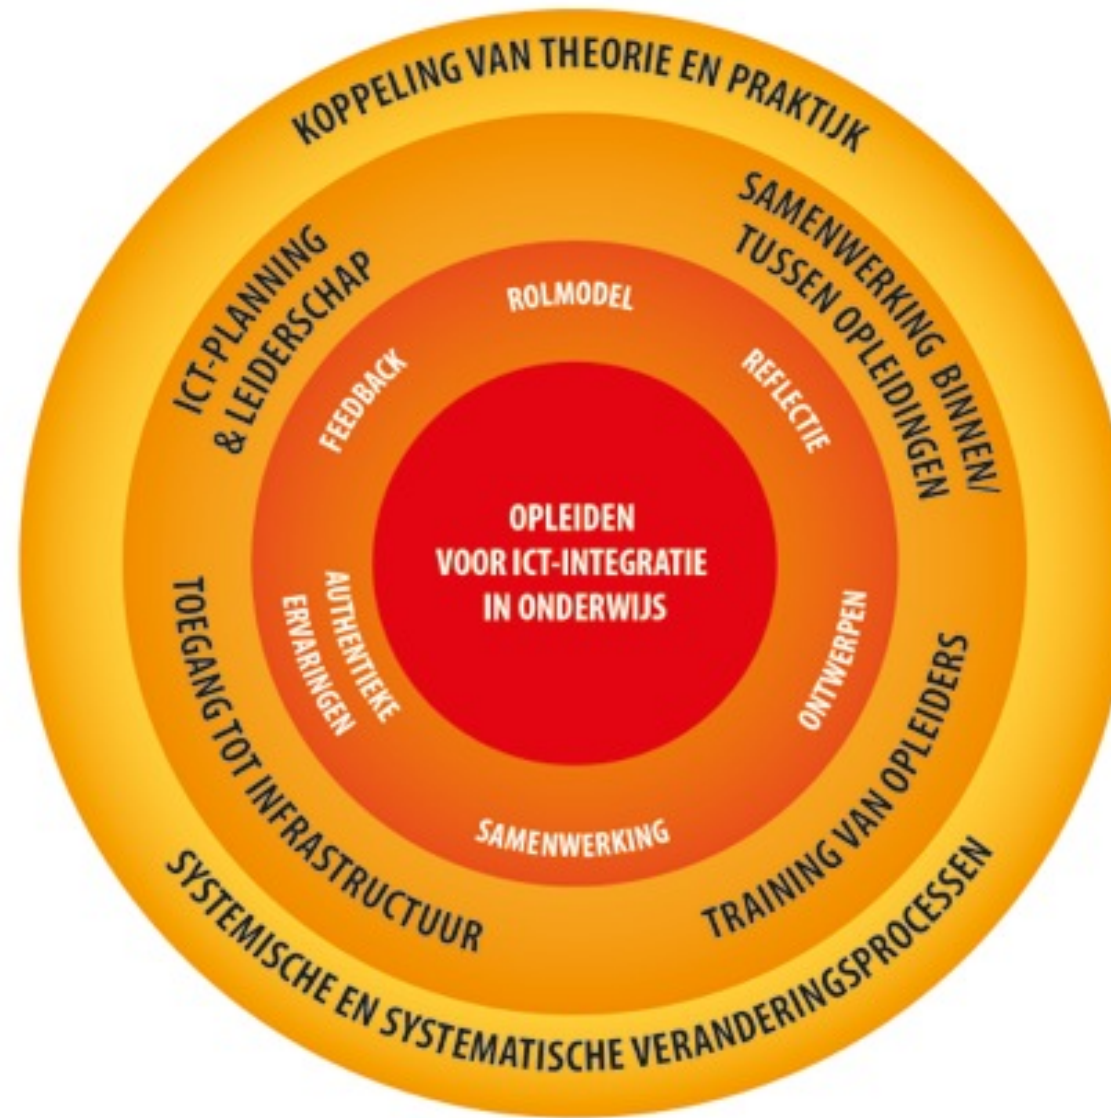 KOPPELING VAN THEORIE EN PRAKTIJK
ICT-PLANNING
& LEIDERSCHAP
SAMENWERKING BINNEN/
TUSSEN OPLEIDINGEN
ROLMODEL
FEEDBACK
REFLECTIE
OPLEIDEN
VOOR ICT-INTEGRATIE
IN ONDERWIJS
AUTHENTIEKE
ERVARINGEN
ONTWERPEN
SAMENWERKING
TOEGANG TOT INFRASTRUCTUUR
TRAINING VAN OPLEIDERS
SYSTEMISCHE EN SYSTEMATISCHE VERANDERINGSPROCESSEN